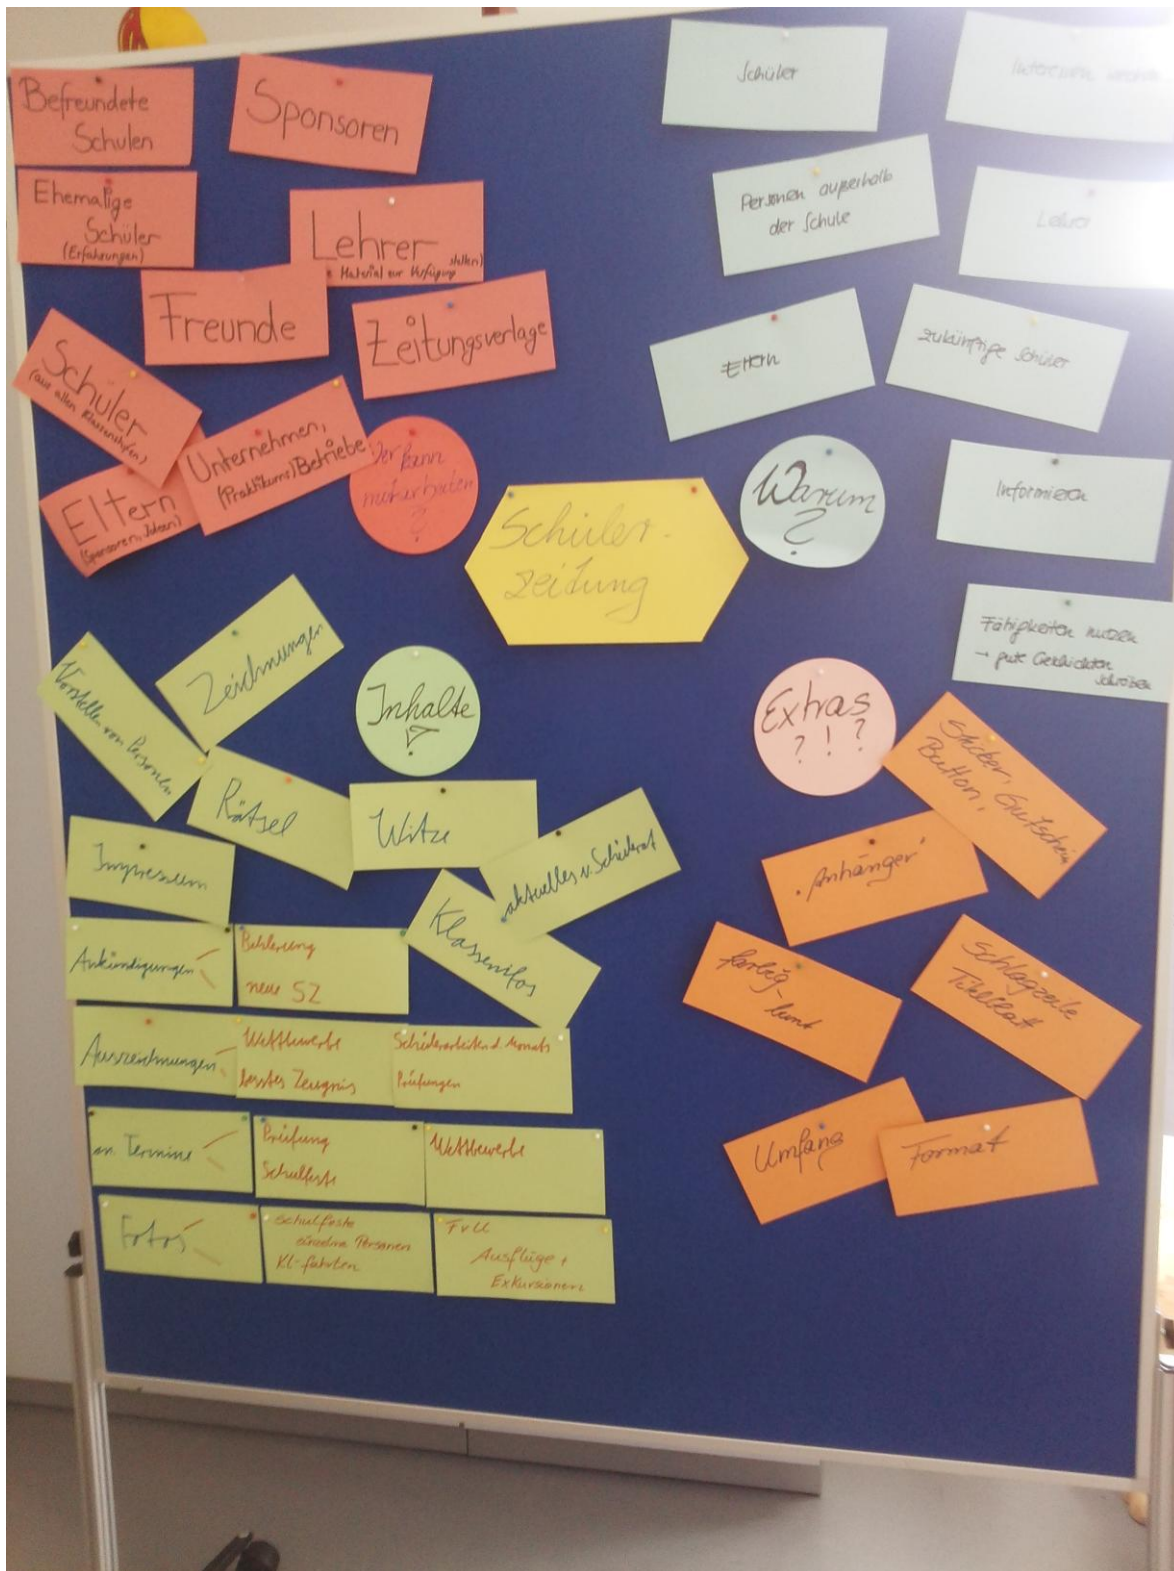 Befreundete
Schulen
Sponsoren
Ehemalige
Schüler
(Erfahrungen)
Lehrer
Material zur Verfügung
stellen)
Freunde
Zeitungsverlage
Schüler
(aus allen Klassenstufen)
Unternehmen,
(Praktikums)Betriebe
Eltern
(Sponsoren, Ideen)
Wer kann
mitarbeiten
?
Schüler-
zeitung
Schüler
Interessen
Personen außerhalb
der Schule
Lehrer
Eltern
zukünftige Schüler
Warum
?
Informieren
Fähigkeiten nutzen
→ gute Geschichten
schreiben
Inhalte
?
Zeichnungen
Vorstellen von Personen
Rätsel
Witze
Impressum
aktuelles v. Schülerrat
Klasseninfos
Ankündigungen
neue SZ
Auszeichnungen
Wettbewerbe
bestes Zeugnis
Schülerarbeiten d. Monats
Prüfungen
Termine
Prüfung
Schulfeste
Wettbewerbe
Fotos
Schulfeste
einzelne Personen
Kl-fahrten
FvU
Ausflüge +
Exkursionen
Extras
? ! ?
Sticker,
Button, Gutschein
Anhänger
farbig
- bunt
Schlagzeile
Titelblatt
Umfang
Format